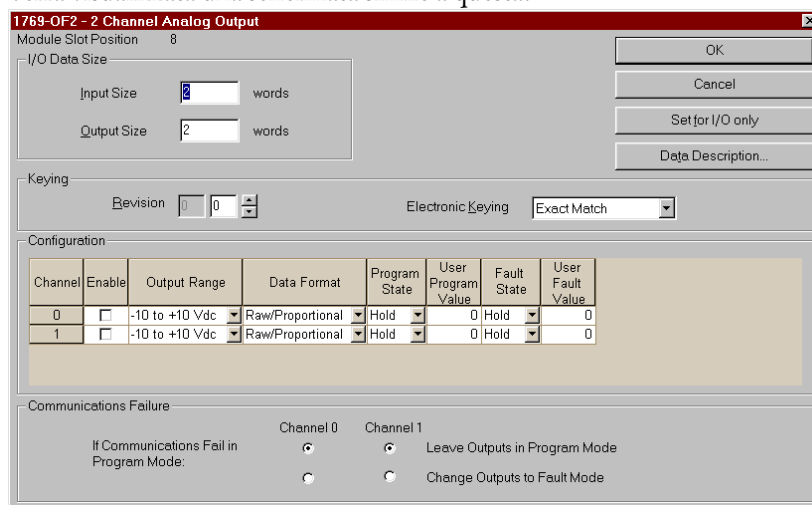 1769-OF2 - 2 Channel Analog Output
Module Slot Position 8
I/O Data Size
Input Size 2 words
Output Size 2 words
OK
Cancel
Set for I/O only
Data Description...
Keying
Revision 0 0
Electronic Keying Exact Match
Configuration
Channel Enable Output Range Data Format Program State User Program Value Fault State User Fault Value
0 -10 to +10 Vdc Raw/Proportional Hold 0 Hold 0
1 -10 to +10 Vdc Raw/Proportional Hold 0 Hold 0
Communications Failure
Channel 0 Channel 1
If Communications Fail in Program Mode:
Leave Outputs in Program Mode
Change Outputs to Fault Mode